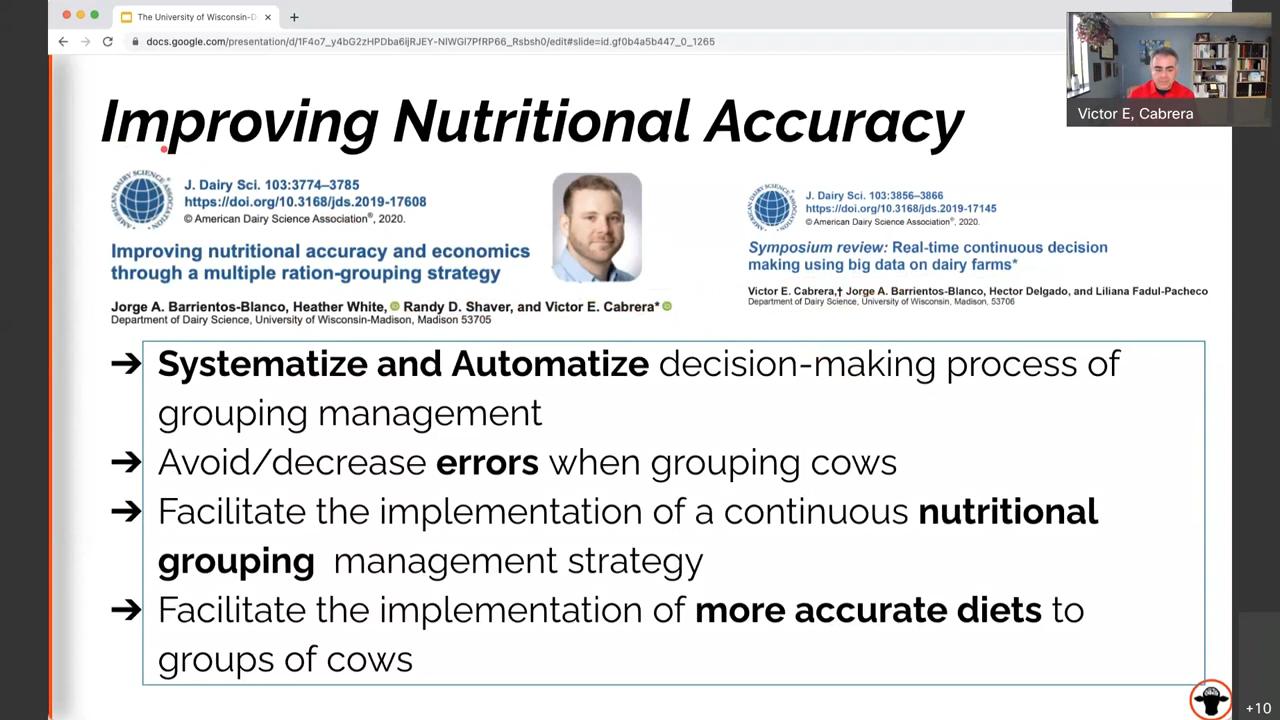 The University of Wisconsin-D
docs.google.com/presentation/d/1F4o7_y4bG2zHPDba6ljRJEY-NIWGl7PfRP66_Rsbsh0/edit#slide=id.gf0b4a5b447_0_1265
Victor E, Cabrera
Improving Nutritional Accuracy
J. Dairy Sci. 103:3774–3785
https://doi.org/10.3168/jds.2019-17608
© American Dairy Science Association®, 2020.
Improving nutritional accuracy and economics
through a multiple ration-grouping strategy
Jorge A. Barrientos-Blanco, Heather White, Randy D. Shaver, and Victor E. Cabrera*
Department of Dairy Science, University of Wisconsin-Madison, Madison 53705
J. Dairy Sci. 103:3856–3866
https://doi.org/10.3168/jds.2019-17145
© American Dairy Science Association®, 2020.
Symposium review: Real-time continuous decision
making using big data on dairy farms*
Victor E. Cabrera,† Jorge A. Barrientos-Blanco, Hector Delgado, and Liliana Fadul-Pacheco
Department of Dairy Science, University of Wisconsin, Madison, 53706
➔ Systematize and Automatize decision-making process of
grouping management
➔ Avoid/decrease errors when grouping cows
➔ Facilitate the implementation of a continuous nutritional
grouping management strategy
➔ Facilitate the implementation of more accurate diets to
groups of cows
+10